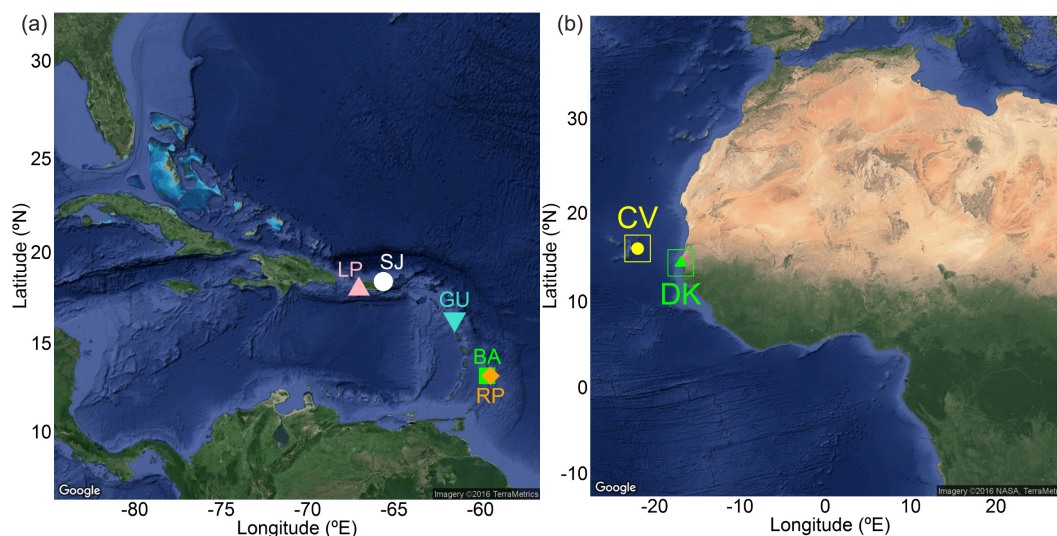 (a)
30
25
20
15
10
LP
SJ
GU
BA
RP
Google
Imagery ©2016 TerraMetrics
-80
-75
-70
-65
-60
Latitude (ºN)
Longitude (ºE)
(b)
30
20
10
0
-10
CV
DK
Google
Imagery ©2016 NASA, TerraMet
-20
-10
0
10
20
Latitude (ºN)
Longitude (ºE)